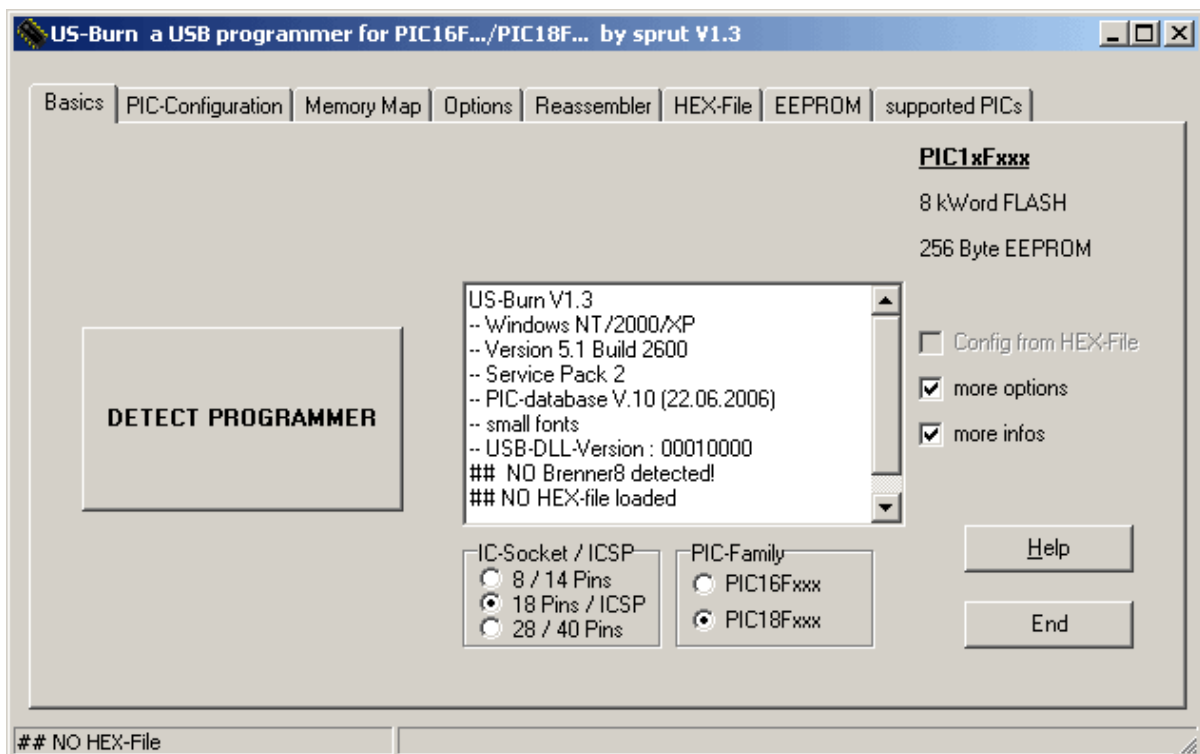 US-Burn a USB programmer for PIC16F.../PIC18F... by sprut V1.3
Basics
PIC-Configuration
Memory Map
Options
Reassembler
HEX-File
EEPROM
supported PICs
PIC1xFxxx
8 kWord FLASH
256 Byte EEPROM
DETECT PROGRAMMER
US-Burn V1.3
-- Windows NT/2000/XP
-- Version 5.1 Build 2600
-- Service Pack 2
-- PIC-database V.10 (22.06.2006)
-- small fonts
-- USB-DLL-Version : 00010000
## NO Brenner8 detected!
## NO HEX-file loaded
Config from HEX-File
more options
more infos
IC-Socket / ICSP
8 / 14 Pins
18 Pins / ICSP
28 / 40 Pins
PIC-Family
PIC16Fxxx
PIC18Fxxx
Help
End
## NO HEX-File